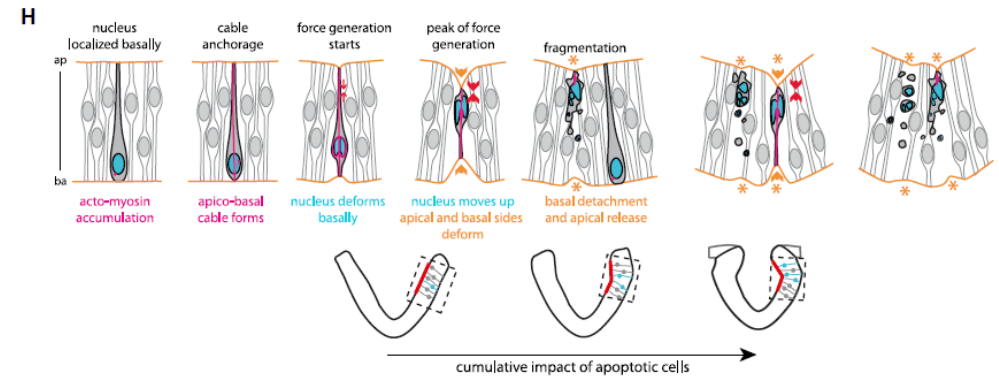 H
nucleus
localized basally
cable
anchorage
force generation
starts
peak of force
generation
fragmentation
ap
ba
acto-myosin
accumulation
apico-basal
cable forms
nucleus deforms
basally
nucleus moves up
apical and basal sides
deform
basal detachment
and apical release
cumulative impact of apoptotic cells